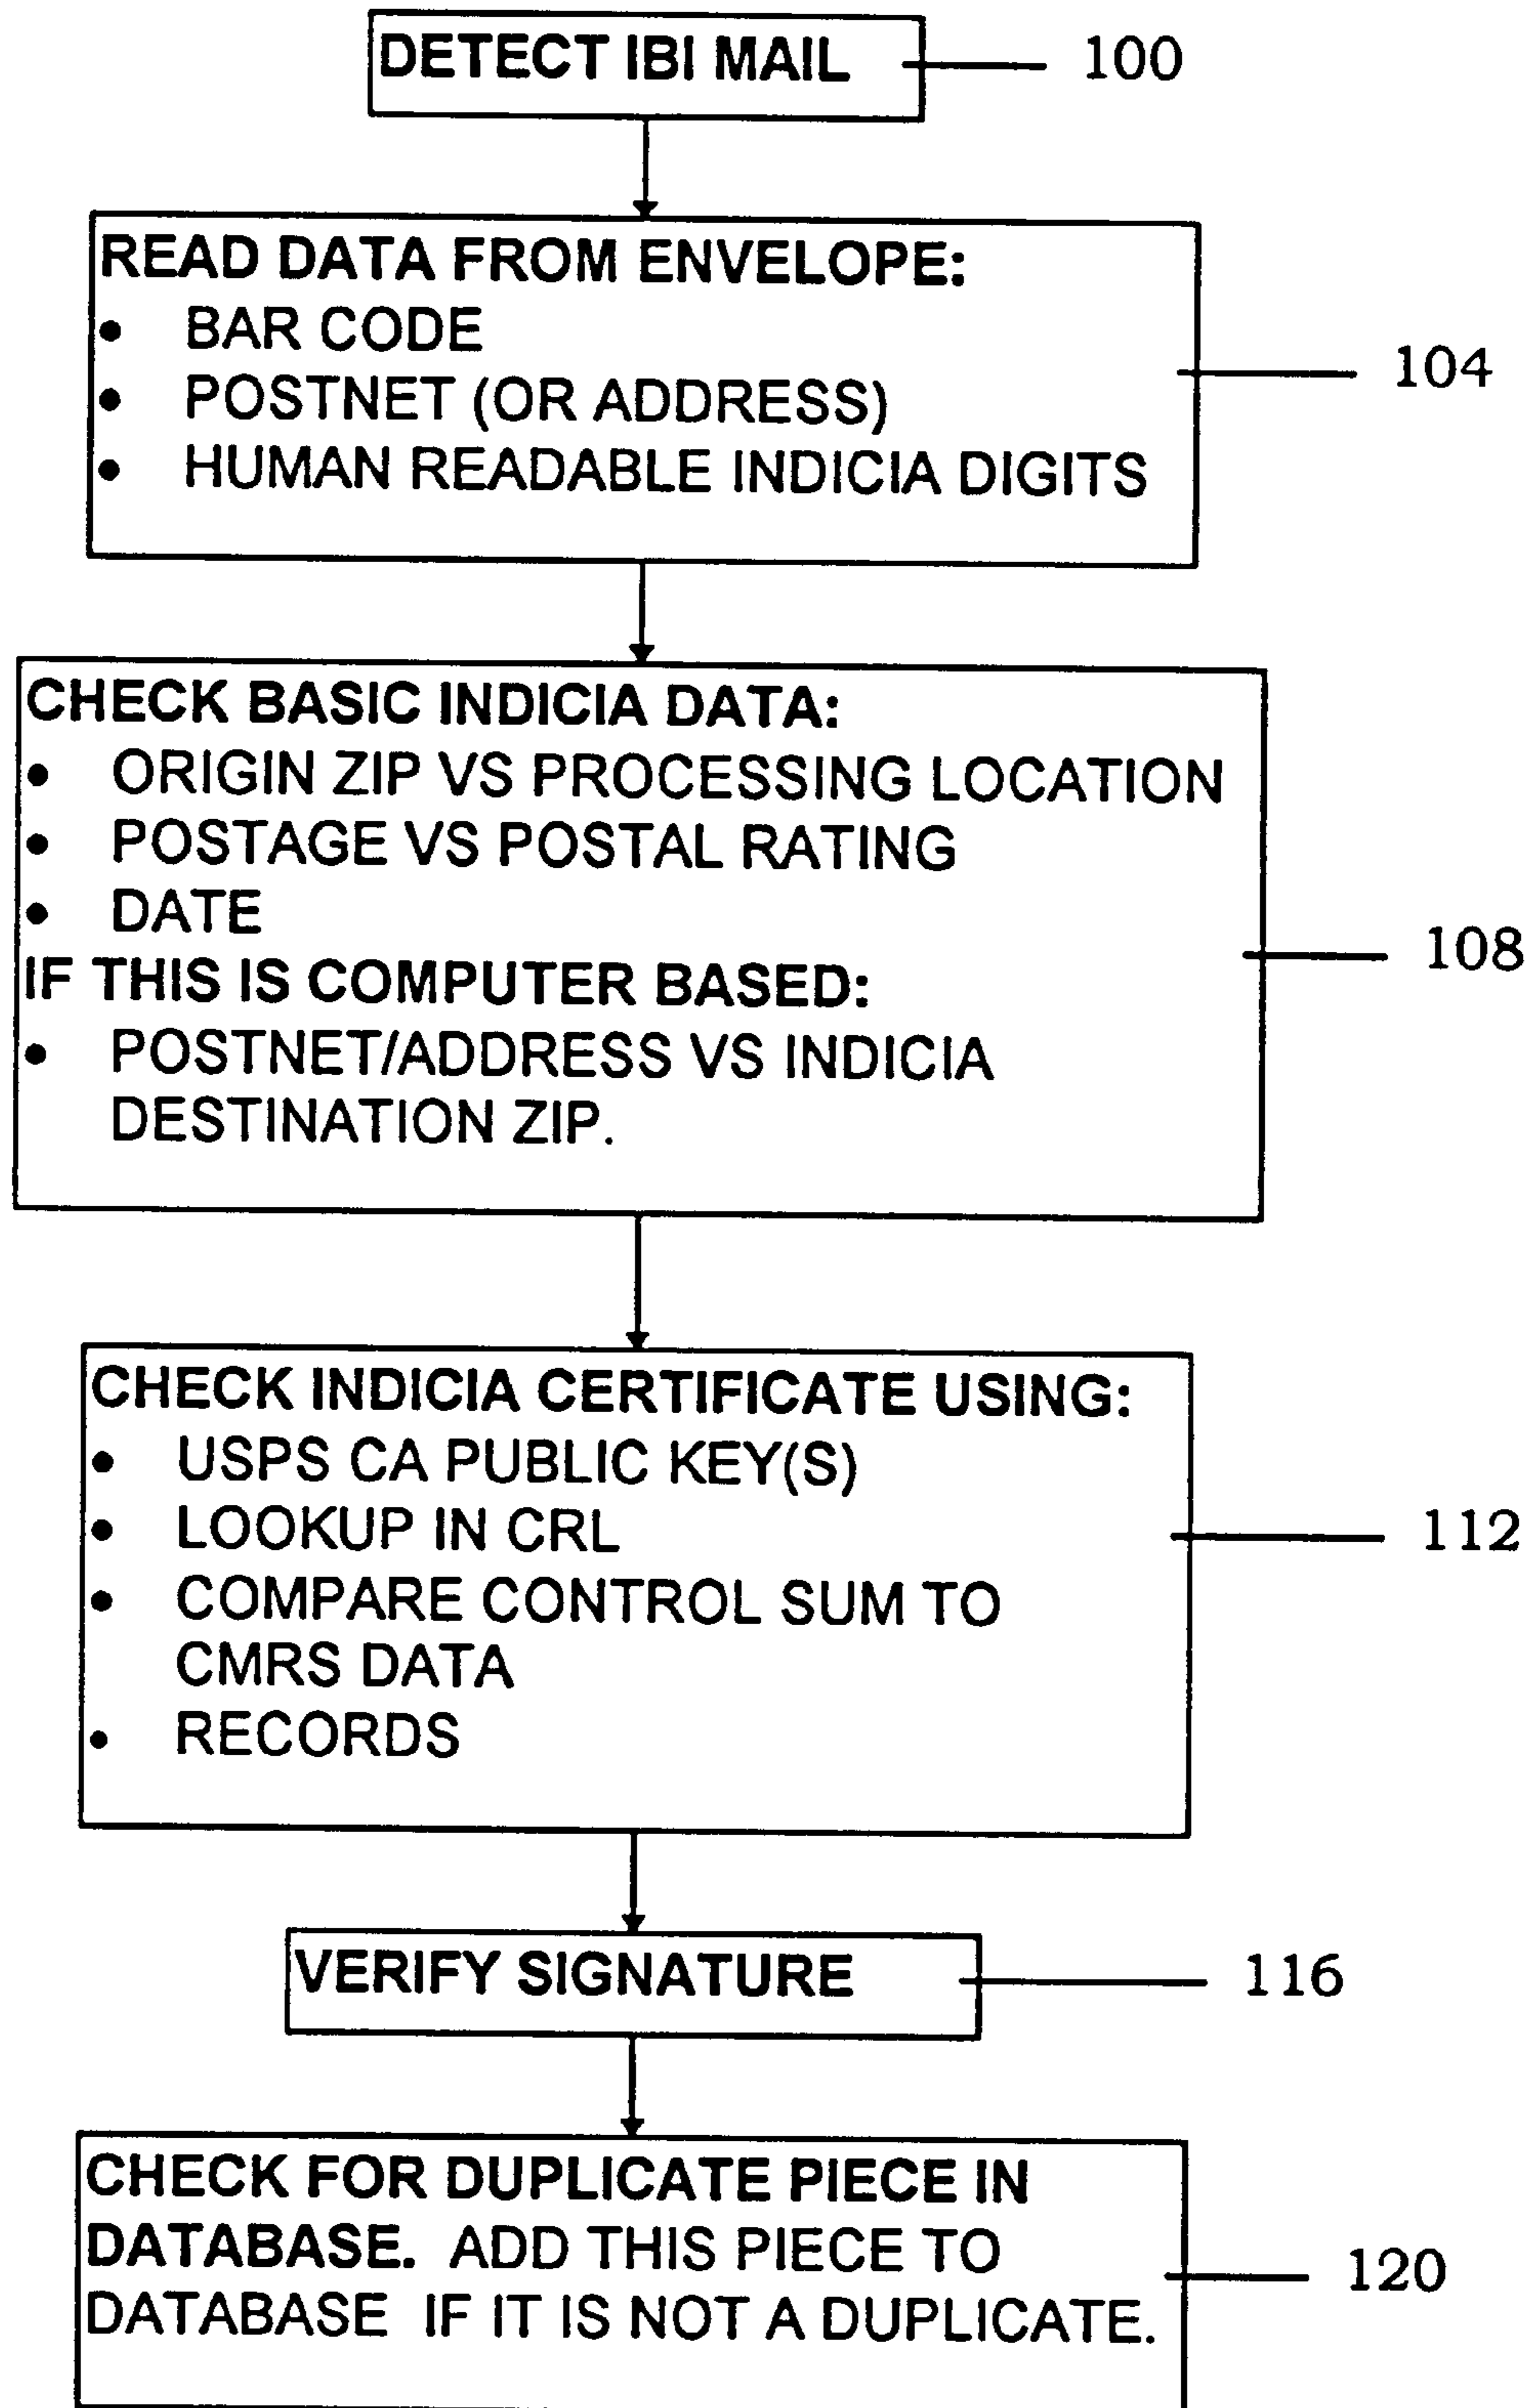 DETECT IBI MAIL
100
READ DATA FROM ENVELOPE:
• BAR CODE
• POSTNET (OR ADDRESS)
• HUMAN READABLE INDICIA DIGITS
104
CHECK BASIC INDICIA DATA:
• ORIGIN ZIP VS PROCESSING LOCATION
• POSTAGE VS POSTAL RATING
• DATE
IF THIS IS COMPUTER BASED:
• POSTNET/ADDRESS VS INDICIA
DESTINATION ZIP.
108
CHECK INDICIA CERTIFICATE USING:
• USPS CA PUBLIC KEY(S)
• LOOKUP IN CRL
• COMPARE CONTROL SUM TO
CMRS DATA
• RECORDS
112
VERIFY SIGNATURE
116
CHECK FOR DUPLICATE PIECE IN
DATABASE. ADD THIS PIECE TO
DATABASE IF IT IS NOT A DUPLICATE.
120